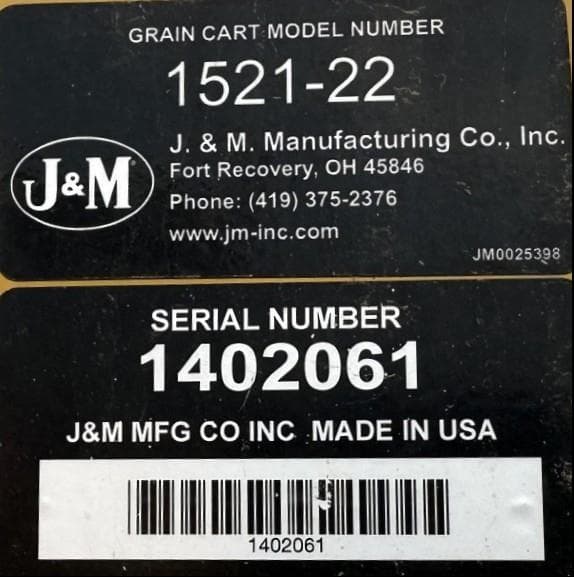 GRAIN CART MODEL NUMBER
1521-22
J&M
J. & M. Manufacturing Co., Inc.
Fort Recovery, OH 45846
Phone: (419) 375-2376
www.jm-inc.com
JM0025398
SERIAL NUMBER
1402061
J&M MFG CO INC MADE IN USA
1402061